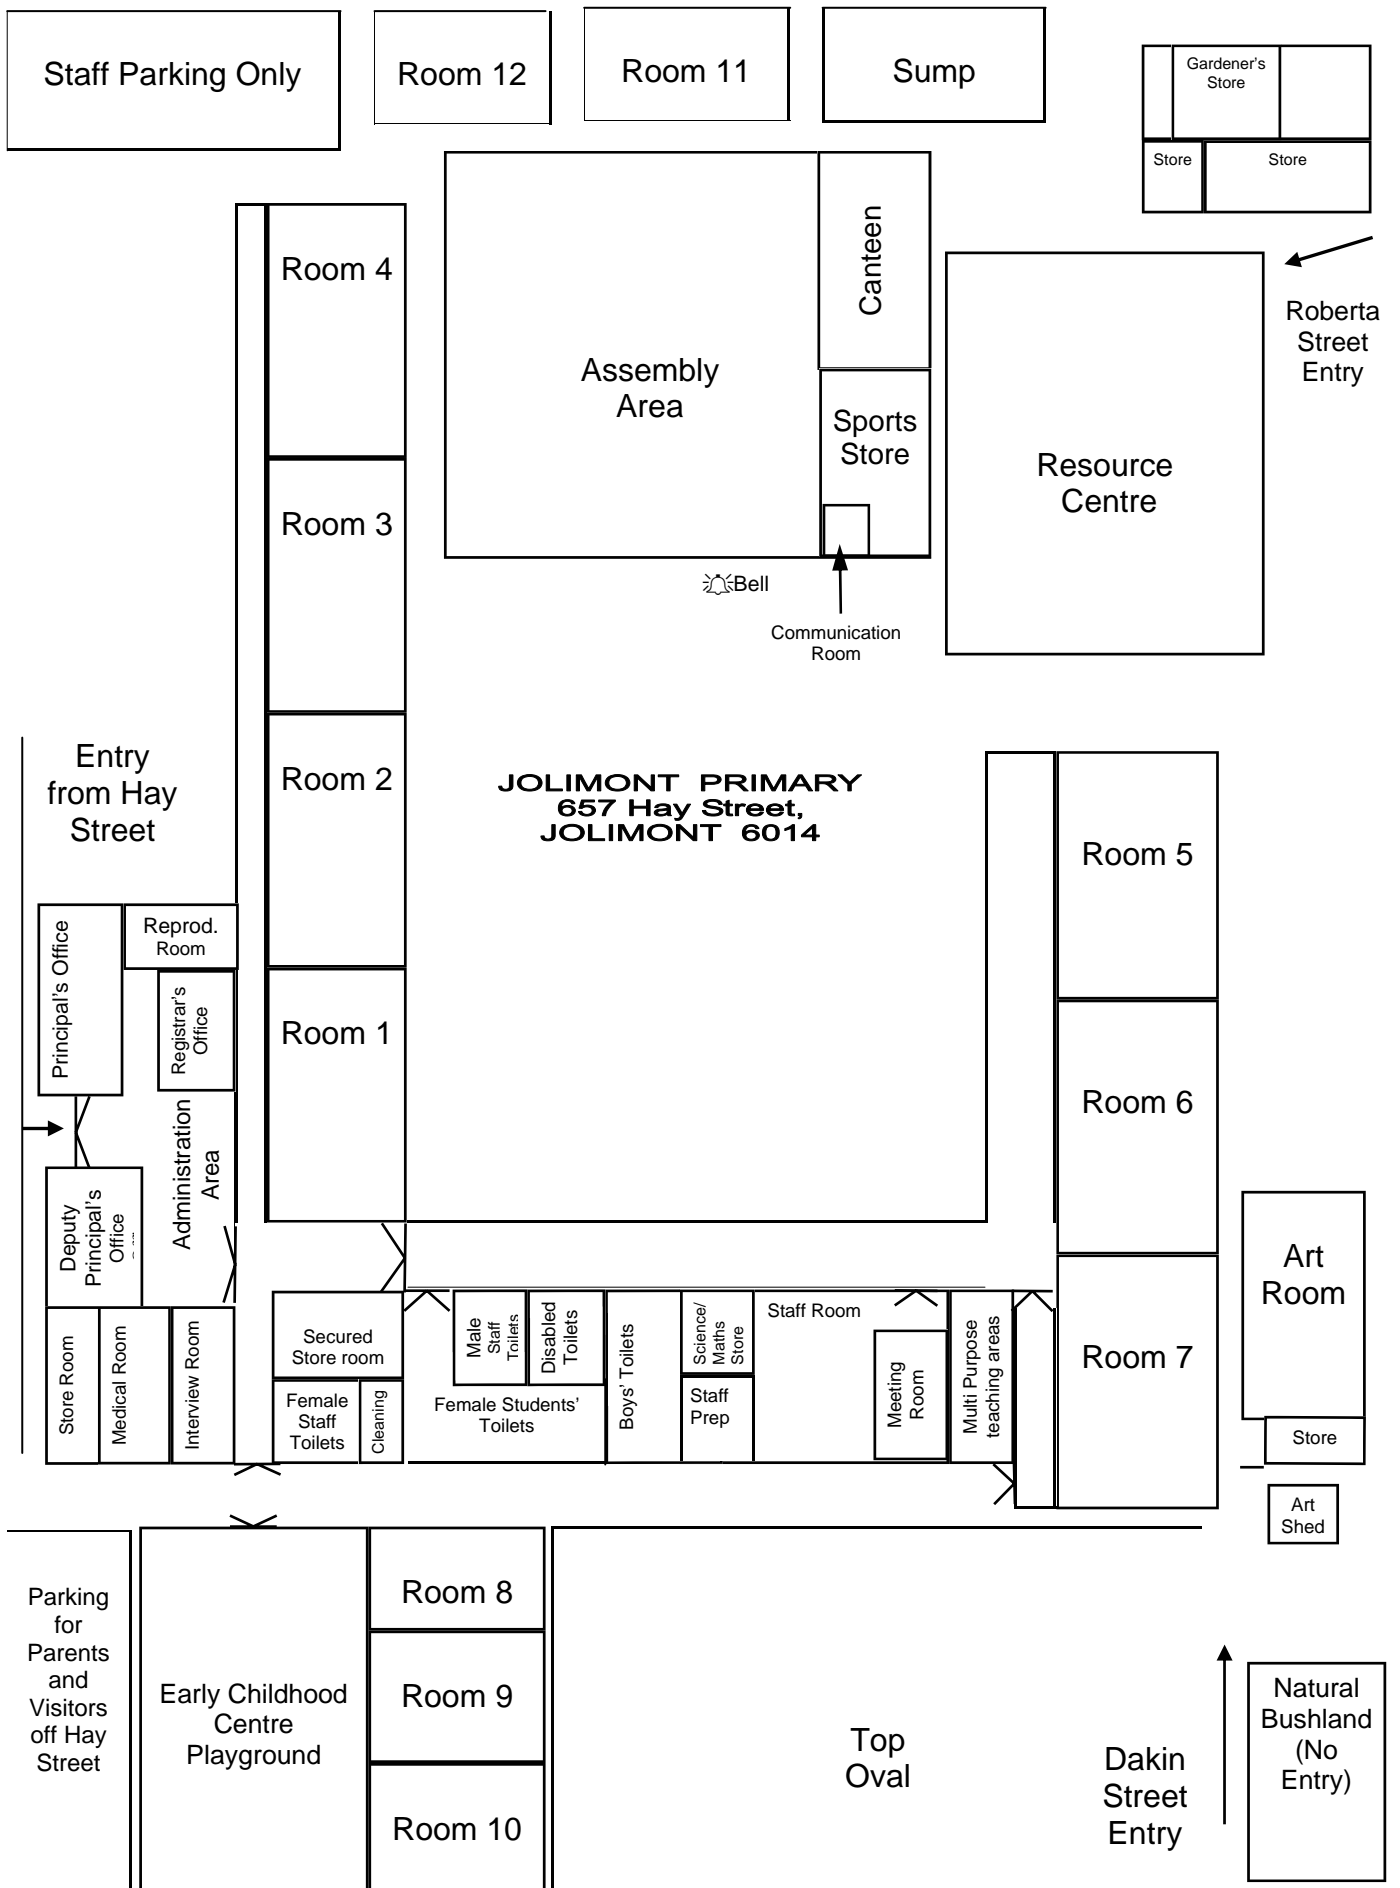 Staff Parking Only
Room 12
Room 11
Sump
Gardener's
Store
Store
Store
Room 4
Canteen
Assembly
Area
Sports
Store
Resource
Centre
Roberta
Street
Entry
Room 3
Bell
Communication
Room
Entry
from Hay
Street
Room 2
JOLIMONT PRIMARY
657 Hay Street,
JOLIMONT 6014
Room 5
Principal's Office
Reprod.
Room
Registrar's
Office
Room 1
Room 6
Administration
Area
Deputy
Principal's
Office
Art
Room
Store Room
Medical Room
Interview Room
Secured
Store room
Female
Staff
Toilets
Cleaning
Male
Staff
Toilets
Disabled
Toilets
Female Students'
Toilets
Boys' Toilets
Science/
Maths
Store
Staff
Prep
Staff Room
Meeting
Room
Multi Purpose
teaching areas
Room 7
Store
Art
Shed
Parking
for
Parents
and
Visitors
off Hay
Street
Early Childhood
Centre
Playground
Room 8
Room 9
Room 10
Top
Oval
Dakin
Street
Entry
Natural
Bushland
(No
Entry)